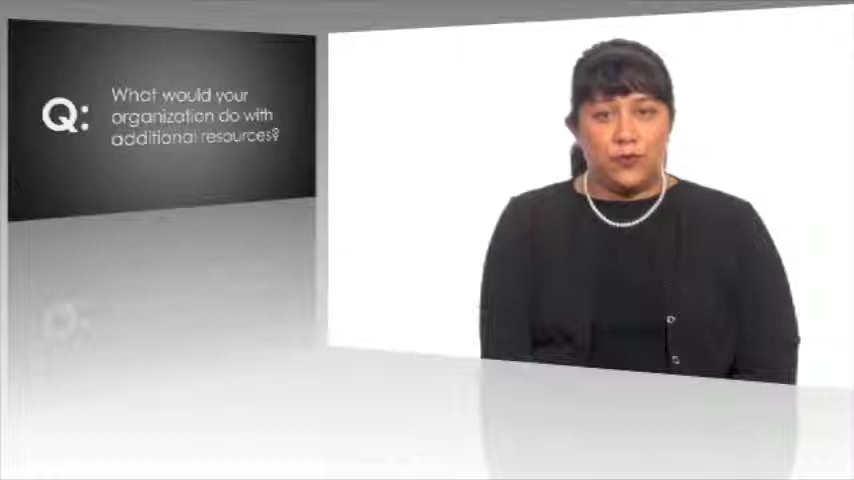 Q:
What would your
organization do with
additional resources?